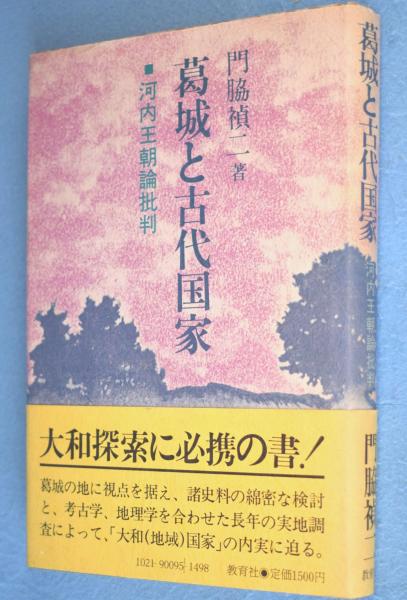 門脇禎二著
葛城と古代国家
■河内王朝論批判
大和探索に必携の書!
葛城の地に視点を据え、諸史料の綿密な検討
と、考古学、地理学を合わせた長年の実地調
査によって、「大和(地域)国家」の内実に迫る。
1021-90095-1498 教育社●定価1500円
葛城と古代国家
河内王朝論批判
門脇禎二
教育